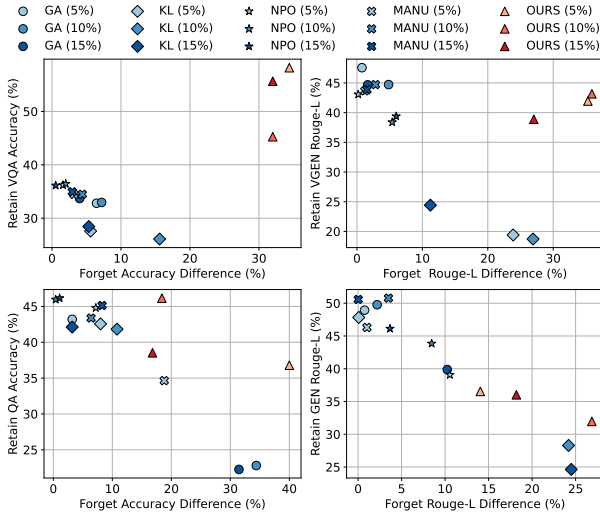 GA (5%) KL (5%) NPO (5%) MANU (5%) OURS (5%)
GA (10%) KL (10%) NPO (10%) MANU (10%) OURS (10%)
GA (15%) KL (15%) NPO (15%) MANU (15%) OURS (15%)
Retain VQA Accuracy (%)
50
40
30
0 10 20 30
Forget Accuracy Difference (%)
Retain VGEN Rouge-L (%)
45
40
35
30
25
20
0 10 20 30
Forget Rouge-L Difference (%)
Retain QA Accuracy (%)
45
40
35
30
25
0 10 20 30 40
Forget Accuracy Difference (%)
Retain GEN Rouge-L (%)
50
45
40
35
30
25
0 5 10 15 20 25
Forget Rouge-L Difference (%)